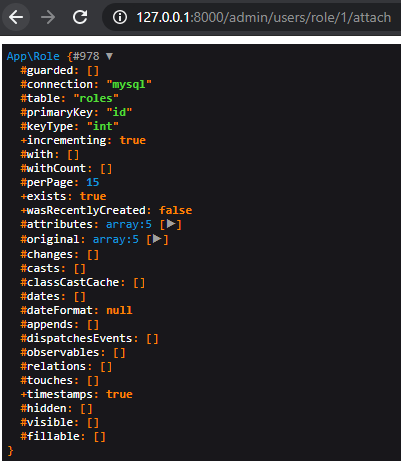 127.0.0.1:8000/admin/users/role/1/attach
App\Role {#978 ▼
#guarded: []
#connection: "mysql"
#table: "roles"
#primaryKey: "id"
#keyType: "int"
+incrementing: true
#with: []
#withCount: []
#perPage: 15
+exists: true
+wasRecentlyCreated: false
#attributes: array:5 [▶]
#original: array:5 [▶]
#changes: []
#casts: []
#classCastCache: []
#dates: []
#dateFormat: null
#appends: []
#dispatchesEvents: []
#observables: []
#relations: []
#touches: []
+timestamps: true
#hidden: []
#visible: []
#fillable: []
}